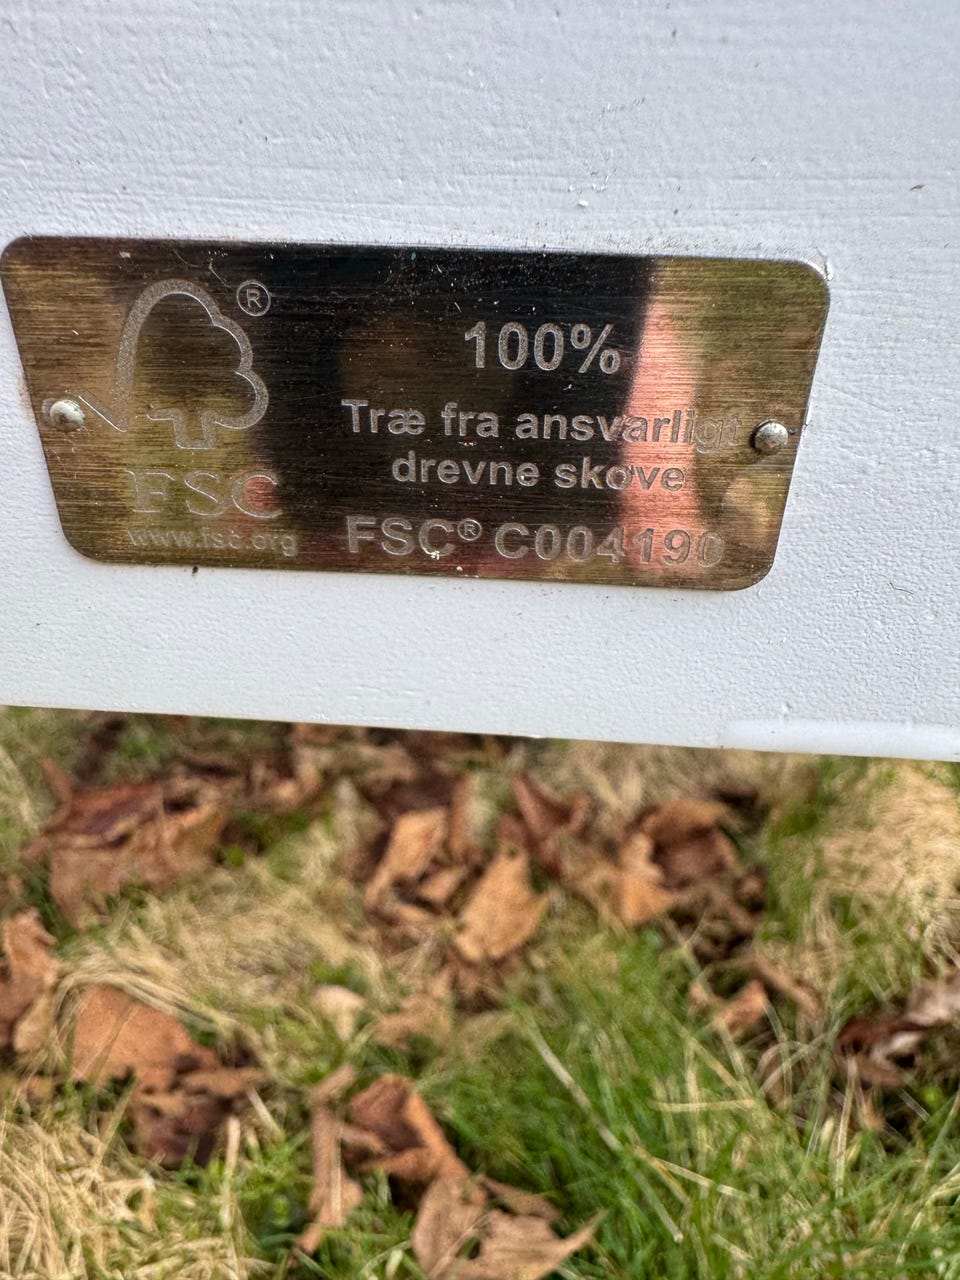 ®
100%
Træ fra ansvarligt
drevne skove
FSC
www.fsc.org
FSC® C004190